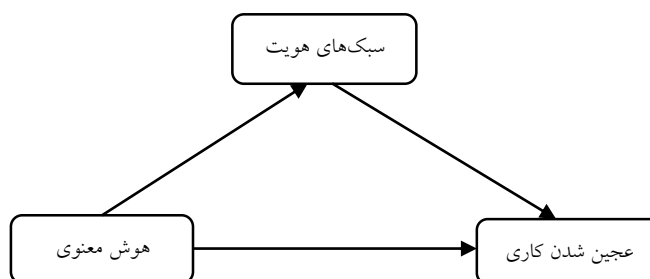 سبک‌های هویت
هوش معنوی
عجین شدن کاری